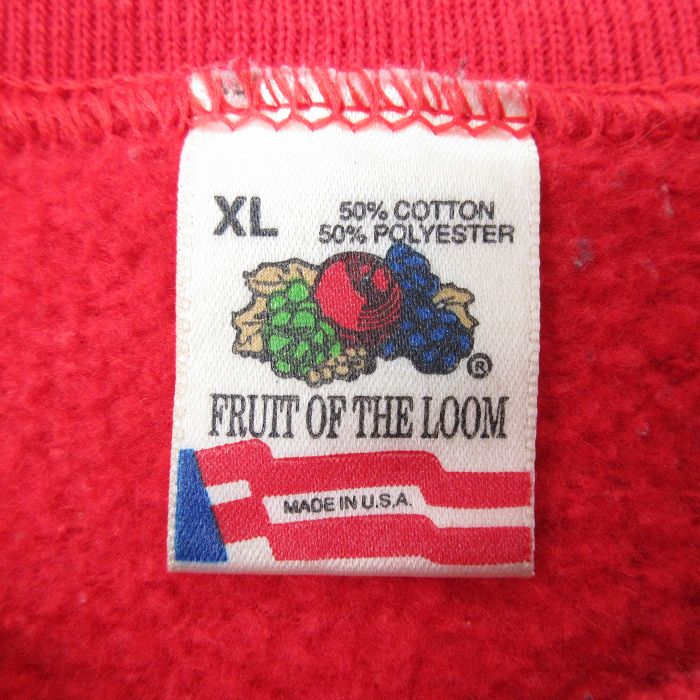 XL
50% COTTON
50% POLYESTER
®
FRUIT OF THE LOOM
MADE IN U.S.A.